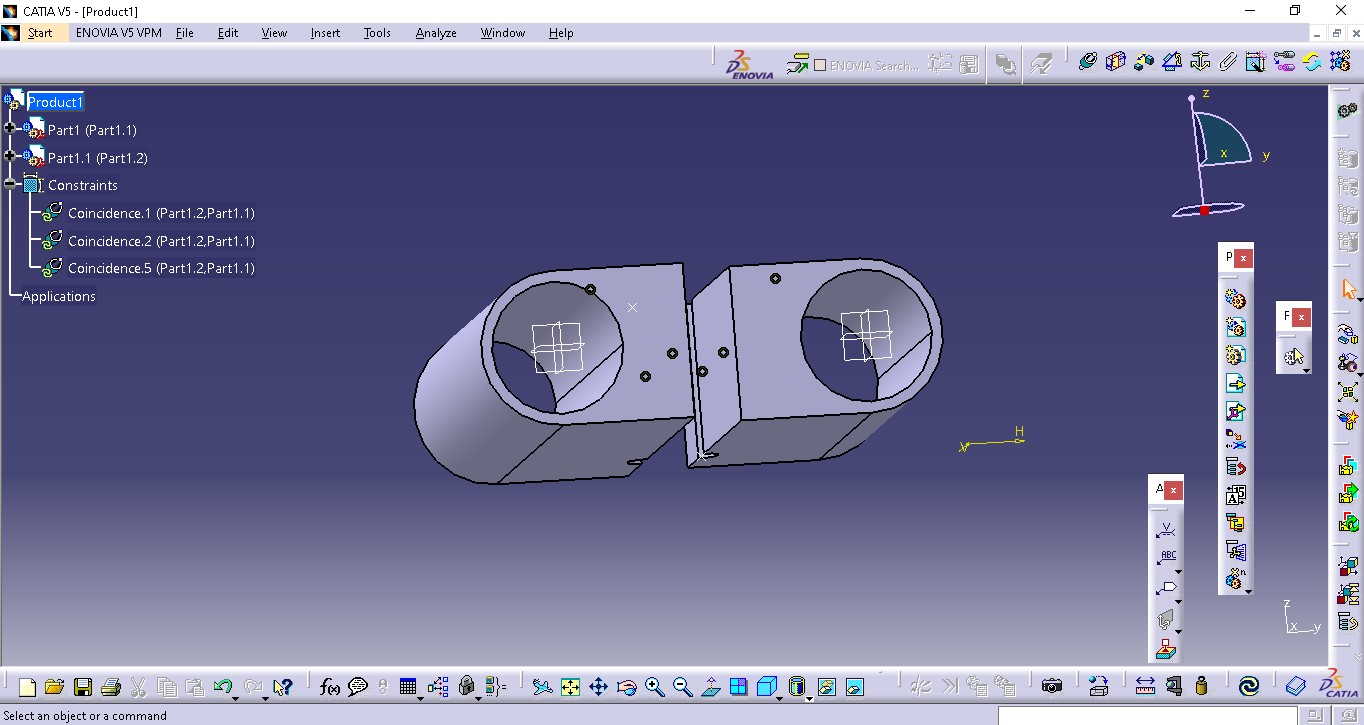 CATIA V5 - [Product1]
Start ENOVIA V5 VPM File Edit View Insert Tools Analyze Window Help
ENOVIA
ENOVIA Search...
Product1
Part1 (Part1.1)
Part1.1 (Part1.2)
Constraints
Coincidence.1 (Part1.2,Part1.1)
Coincidence.2 (Part1.2,Part1.1)
Coincidence.5 (Part1.2,Part1.1)
Applications
z
x
y
P x
F x
H
V
A x
ABC
z
x y
f(x)
CATIA
Select an object or a command